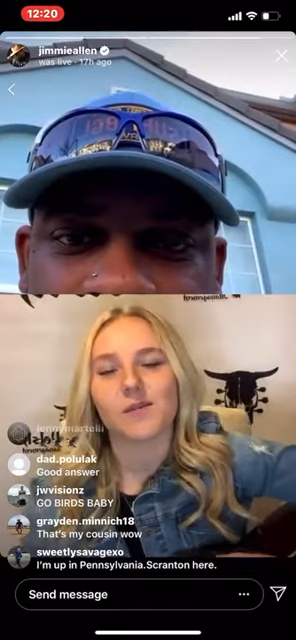 12:20
jimmieallen
was live · 17h ago
lennymartelli
dad.polulak
Good answer
jwvisionz
GO BIRDS BABY
grayden.minnich18
That's my cousin wow
sweetlysavagexo
I'm up in Pennsylvania.Scranton here.
Send message